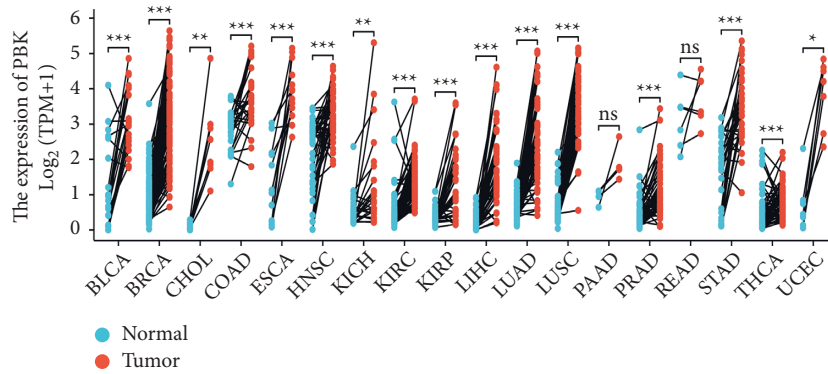 The expression of PBK
Log₂ (TPM+1)
6
5
4
3
2
1
0
*** *** ** *** *** *** ** *** *** *** *** *** ns *** ns *** *** *
BLCA BRCA CHOL COAD ESCA HNSC KICH KIRC KIRP LIHC LUAD LUSC PAAD PRAD READ STAD THCA UCEC
Normal
Tumor